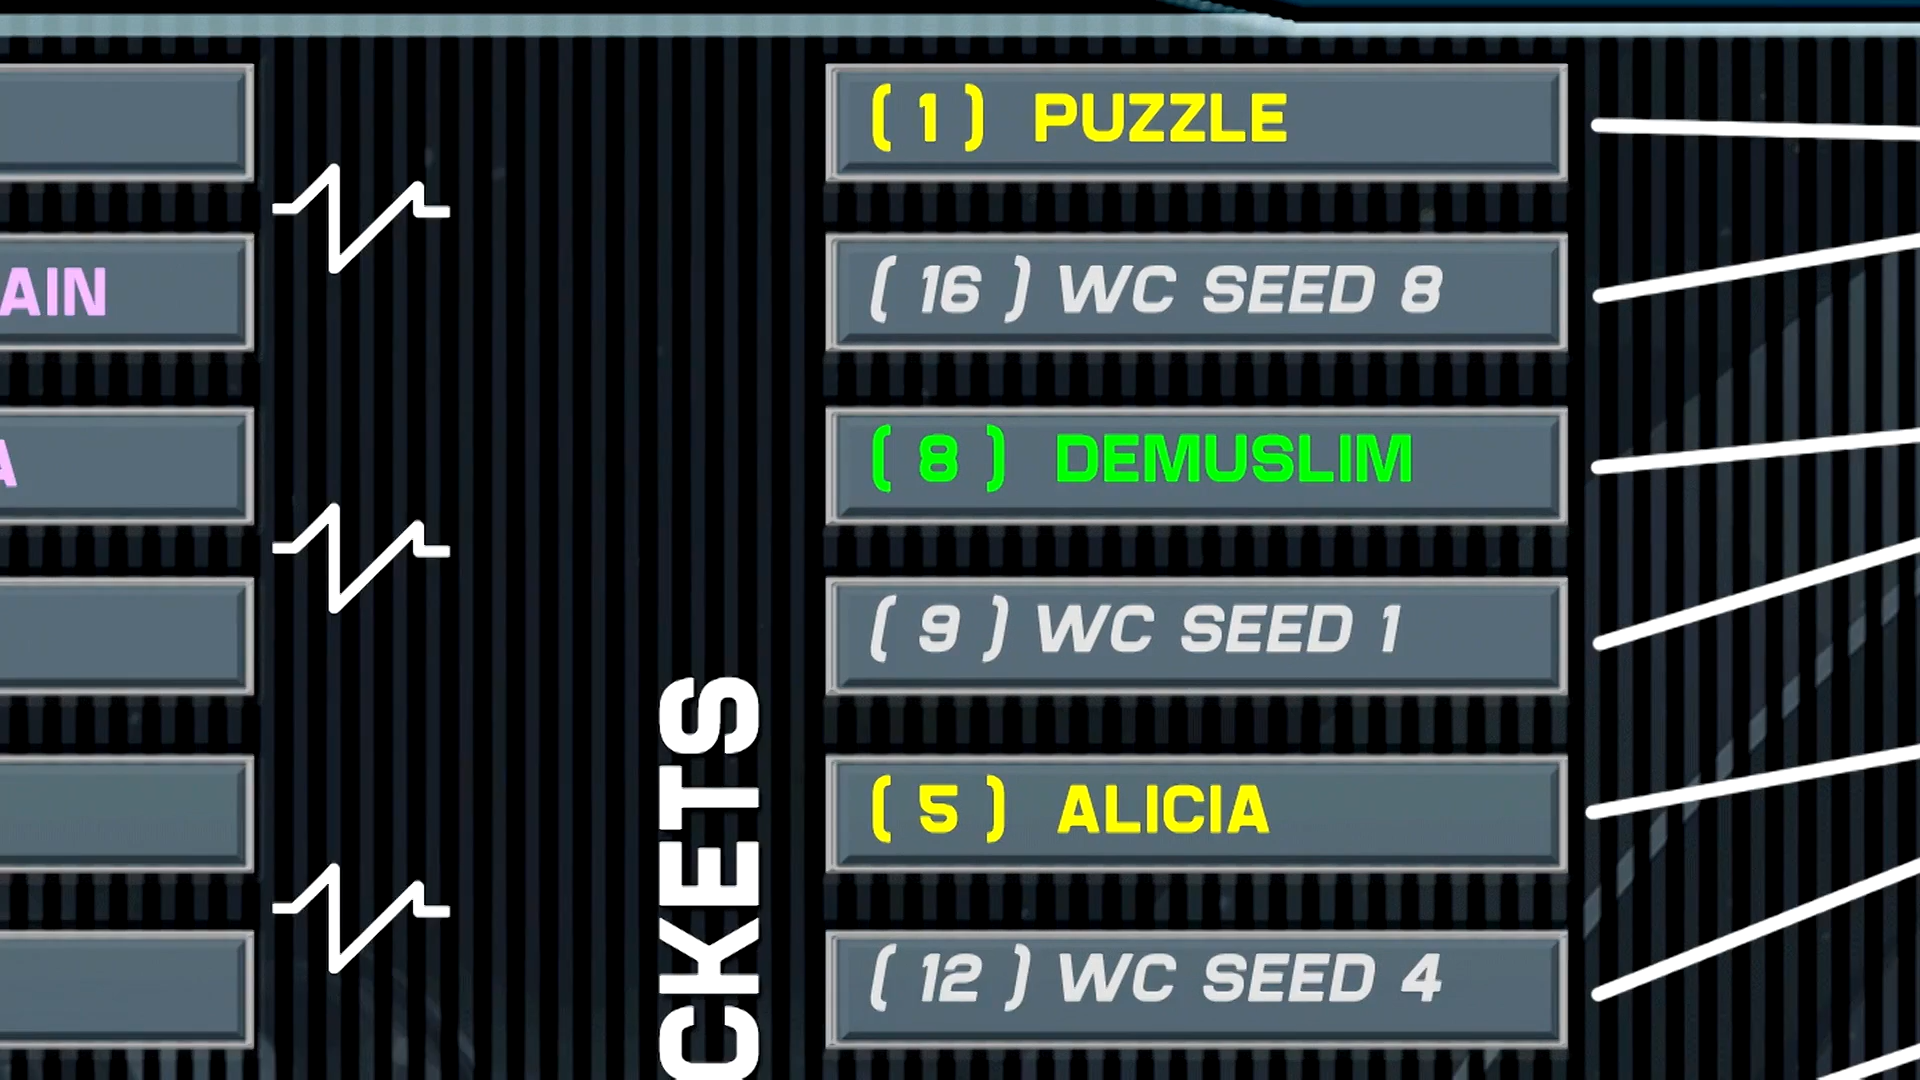 ( 1 ) PUZZLE
( 16 ) WC SEED 8
AIN
( 8 ) DEMUSLIM
A
( 9 ) WC SEED 1
( 5 ) ALICIA
( 12 ) WC SEED 4
CKETS